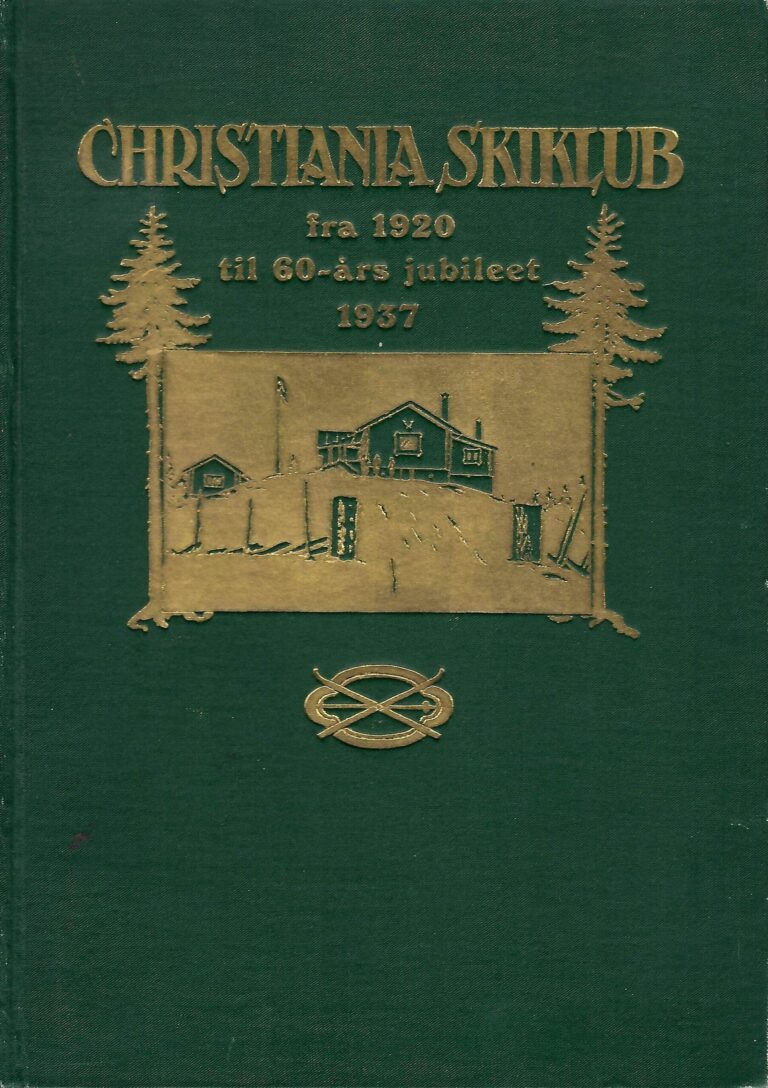 CHRISTIANIA SKIKLUB
fra 1920
til 60-års jubileet
1937